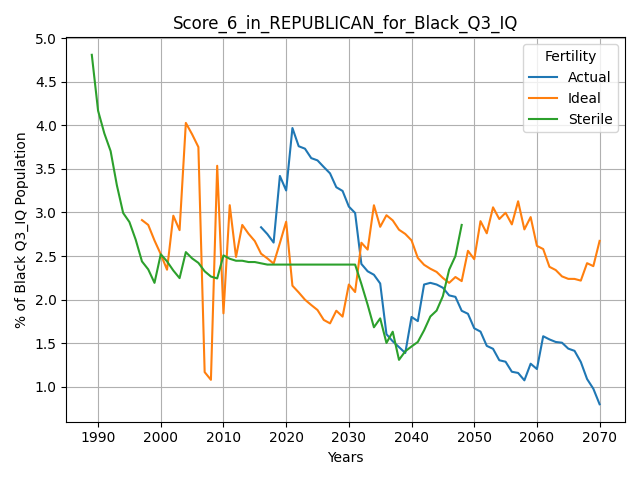 Score_6_in_REPUBLICAN_for_Black_Q3_IQ
% of Black Q3_IQ Population
5.0
4.5
4.0
3.5
3.0
2.5
2.0
1.5
1.0
Fertility
Actual
Ideal
Sterile
1990 2000 2010 2020 2030 2040 2050 2060 2070
Years